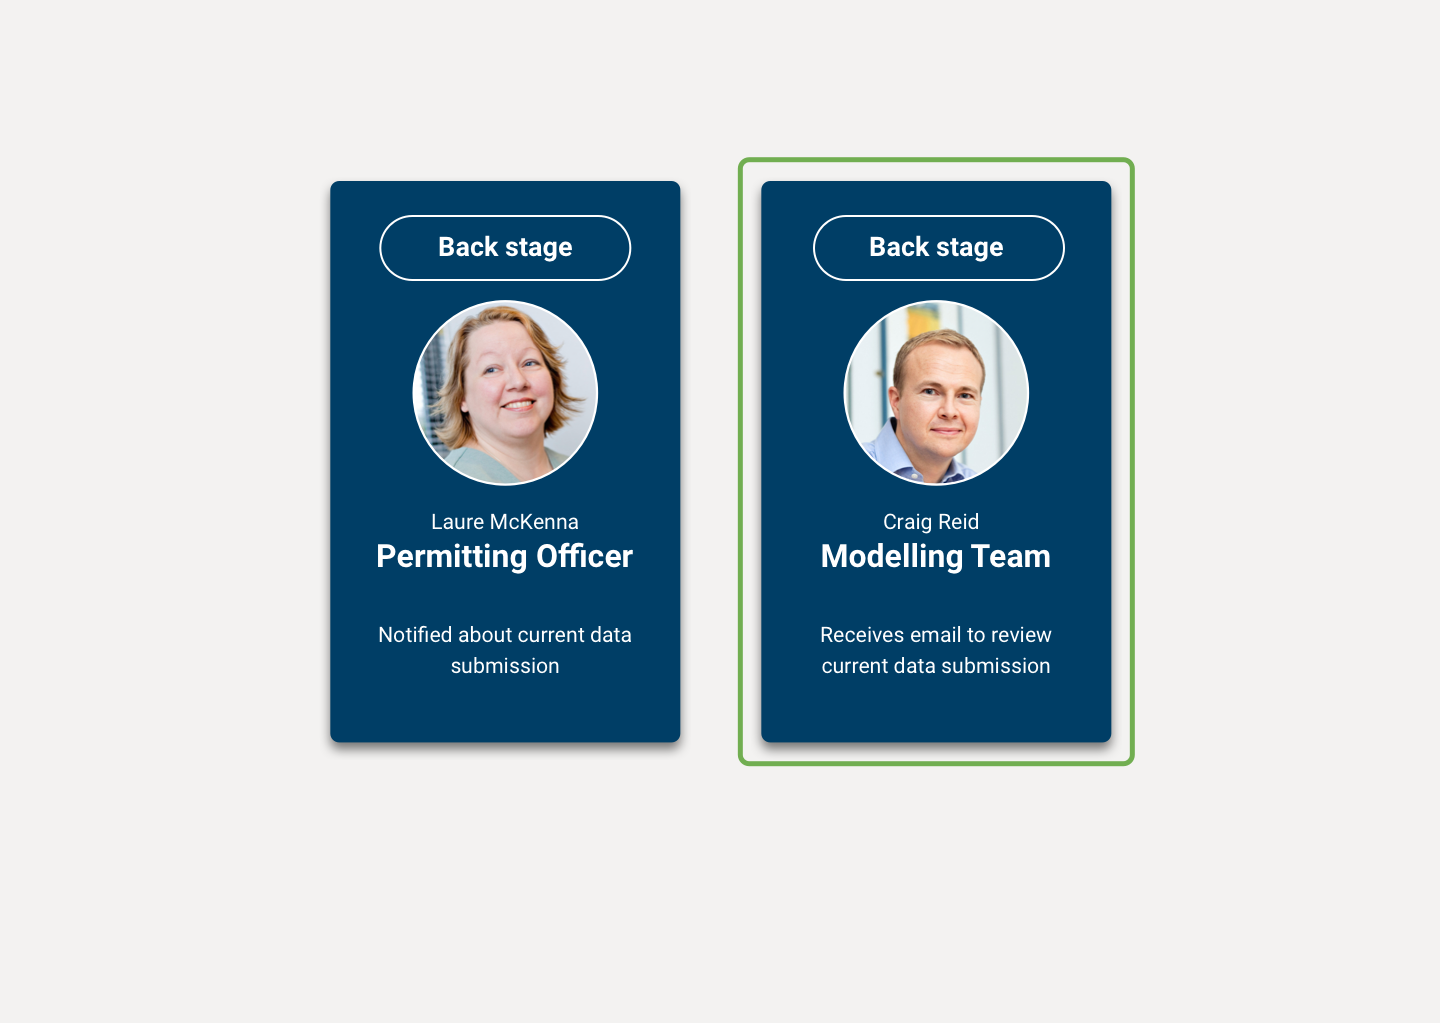 Back stage
Laure McKenna
Permitting Officer
Notified about current data
submission
Back stage
Craig Reid
Modelling Team
Receives email to review
current data submission